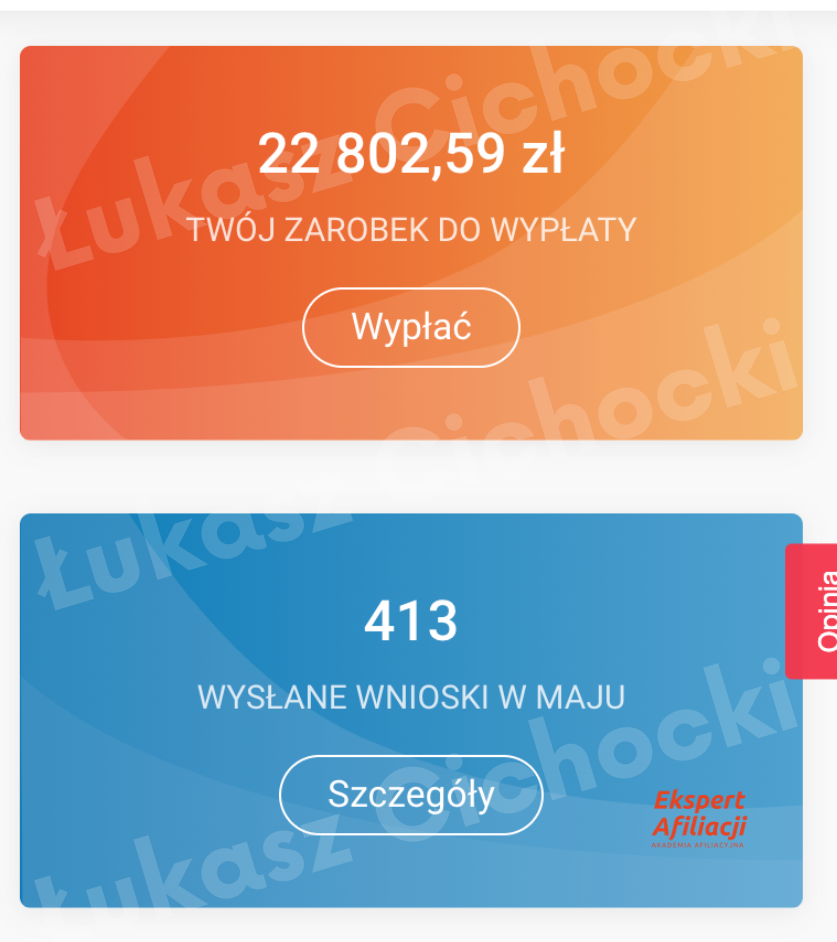 Łukasz Cichocki
22 802,59 zł
TWÓJ ZAROBEK DO WYPŁATY
Wypłać
Łukasz Cichocki
413
WYSŁANE WNIOSKI W MAJU
Opinia
Szczegóły
Ekspert
Afiliacji
AKADEMIA AFILIACYJNA
Łukasz Cichocki